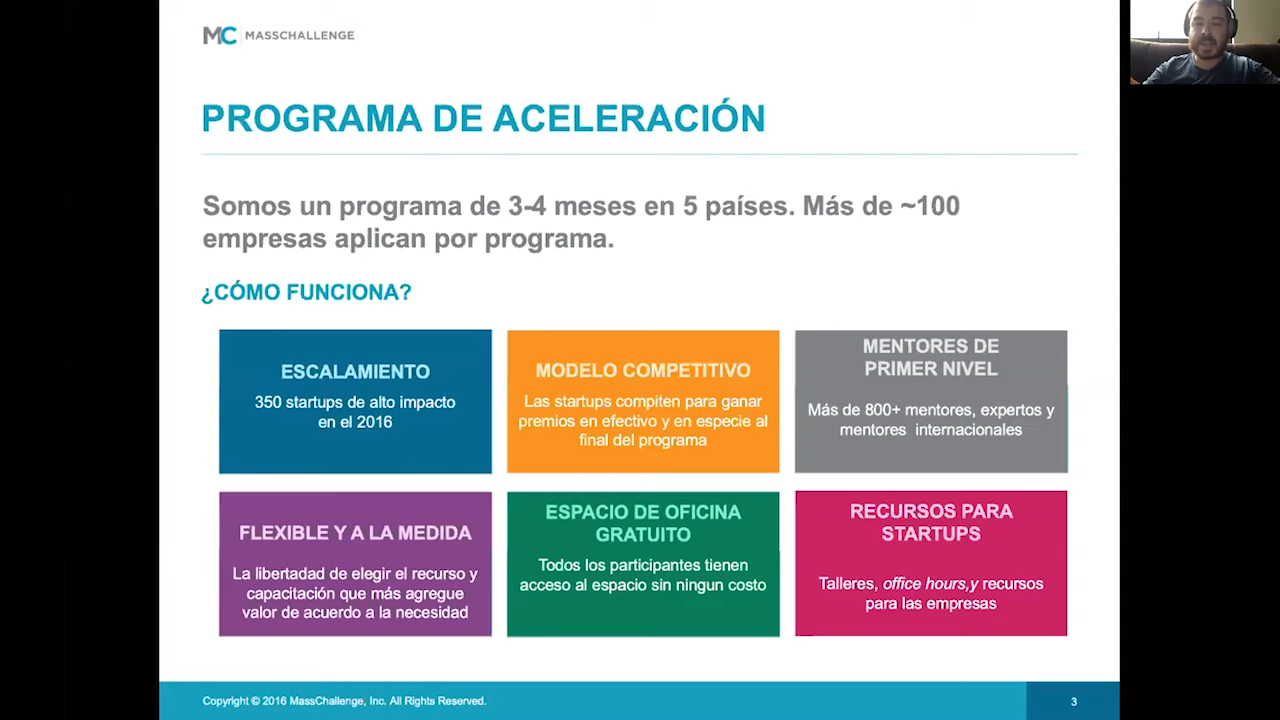 MC MASSCHALLENGE
PROGRAMA DE ACELERACIÓN
Somos un programa de 3-4 meses en 5 países. Más de ~100
empresas aplican por programa.
¿CÓMO FUNCIONA?
ESCALAMIENTO
350 startups de alto impacto
en el 2016
MODELO COMPETITIVO
Las startups compiten para ganar
premios en efectivo y en especie al
final del programa
MENTORES DE
PRIMER NIVEL
Más de 800+ mentores, expertos y
mentores internacionales
FLEXIBLE Y A LA MEDIDA
La libertadad de elegir el recurso y
capacitación que más agregue
valor de acuerdo a la necesidad
ESPACIO DE OFICINA
GRATUITO
Todos los participantes tienen
acceso al espacio sin ningun costo
RECURSOS PARA
STARTUPS
Talleres, office hours,y recursos
para las empresas
Copyright © 2016 MassChallenge, Inc. All Rights Reserved.
3